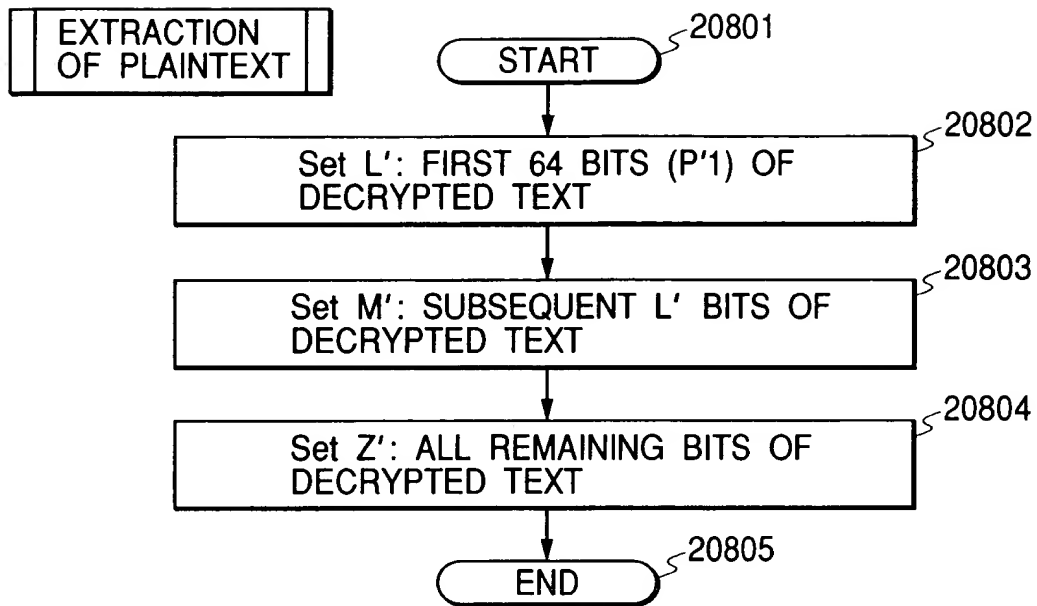 EXTRACTION
OF PLAINTEXT
START
20801
20802
Set L': FIRST 64 BITS (P'1) OF
DECRYPTED TEXT
20803
Set M': SUBSEQUENT L' BITS OF
DECRYPTED TEXT
20804
Set Z': ALL REMAINING BITS OF
DECRYPTED TEXT
20805
END